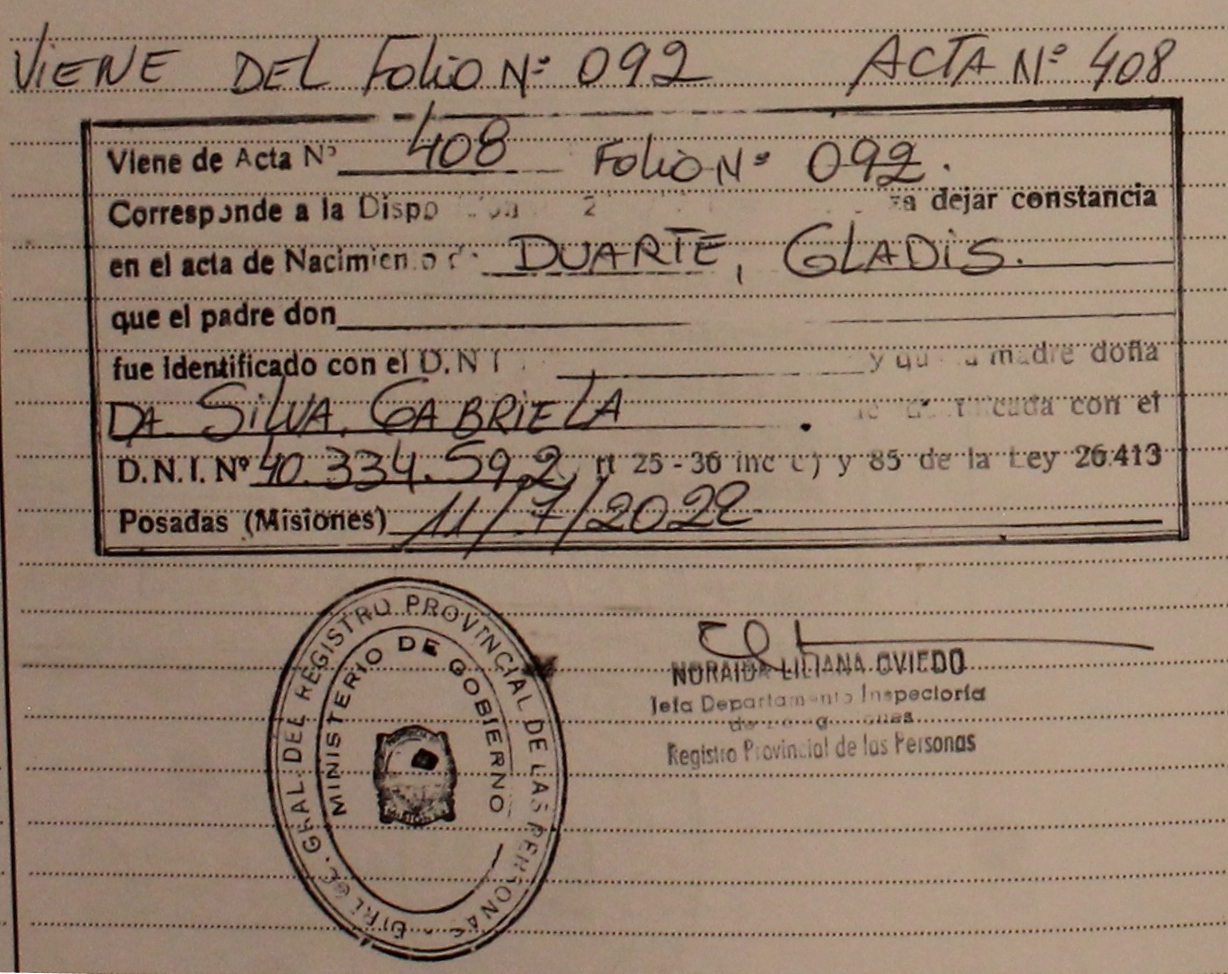 VIENE DEL FOLIO Nº 092 ACTA Nº 408
Viene de Acta Nº 408 FOLIO Nº 092.
Corresponde a la 2 dejar constancia
en el acta de DUARTE, GLADIS.
que el padre don
fue identificado con el D.N.I. madre doña
DA SILVA, GABRIELA con el
D.N.I. Nº 40.334.592, 25 - 36 inc c) y 85 de la Ley 26.413
Posadas (Misiones) 11/7/2022
GRAL. DEL REGISTRO PROVINCIAL DE LAS PERSONAS
MINISTERIO DE GOBIERNO
NORAIDA LILIANA OVIEDO
Jefa Departamento Inspectoría
Registro Provincial de las Personas